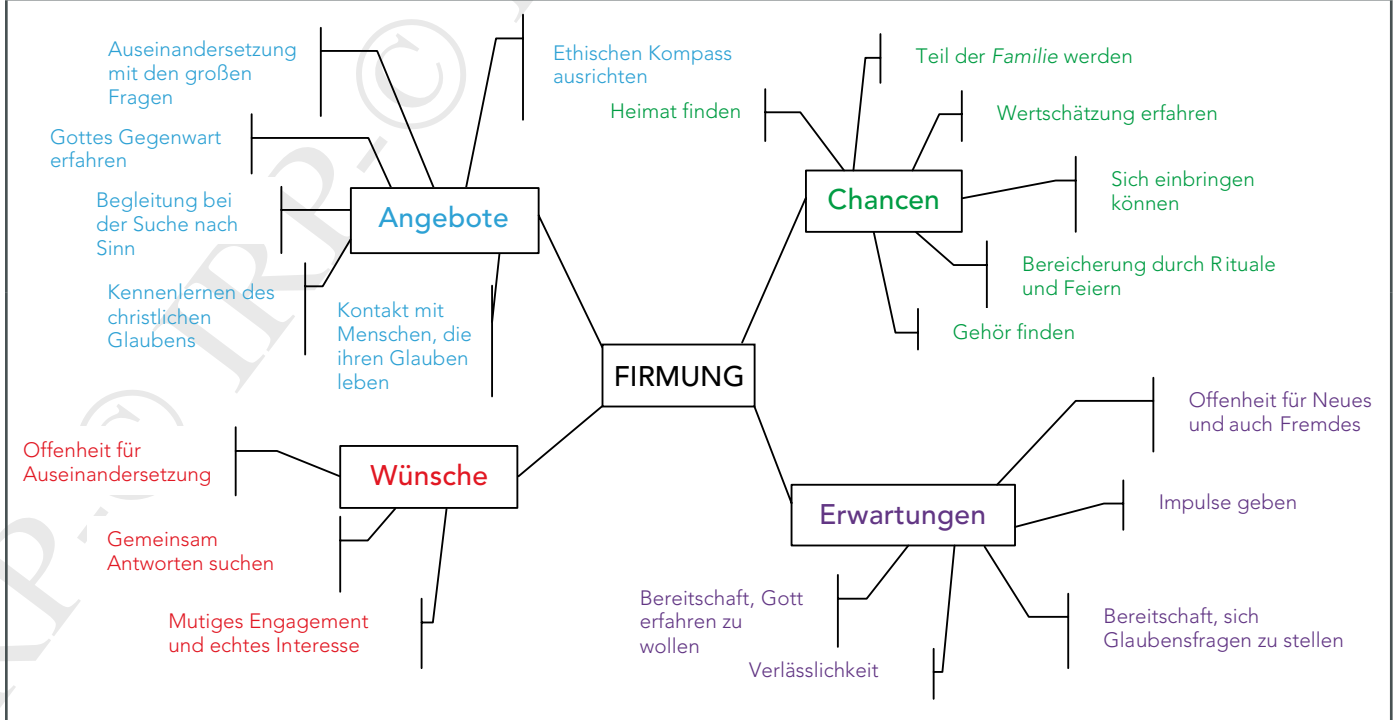 Auseinandersetzung
mit den großen
Fragen
Ethischen Kompass
ausrichten
Gottes Gegenwart
erfahren
Begleitung bei
der Suche nach
Sinn
Angebote
Kennenlernen des
christlichen
Glaubens
Kontakt mit
Menschen, die
ihren Glauben
leben
Teil der Familie werden
Heimat finden
Wertschätzung erfahren
Chancen
Sich einbringen
können
Bereicherung durch Rituale
und Feiern
Gehör finden
FIRMUNG
Offenheit für
Auseinandersetzung
Wünsche
Gemeinsam
Antworten suchen
Mutiges Engagement
und echtes Interesse
Offenheit für Neues
und auch Fremdes
Erwartungen
Impulse geben
Bereitschaft, Gott
erfahren zu
wollen
Verlässlichkeit
Bereitschaft, sich
Glaubensfragen zu stellen
© IRP - © IRP - ©